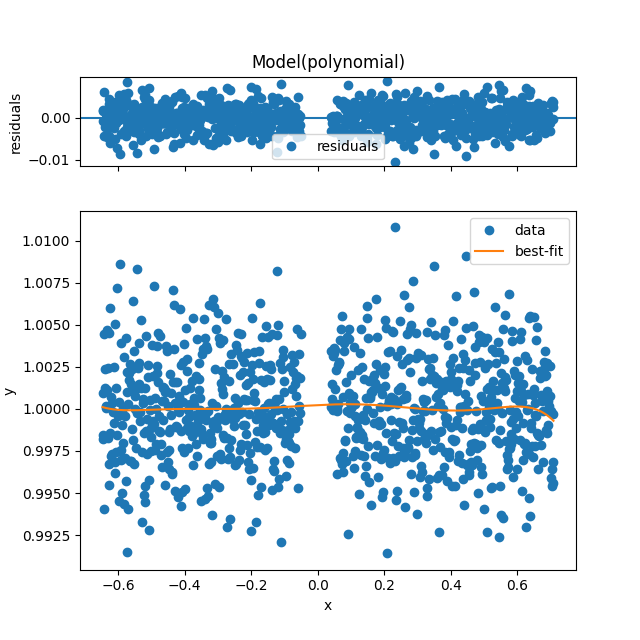 Model(polynomial)
residuals
0.00
−0.01
residuals
y
1.0100
1.0075
1.0050
1.0025
1.0000
0.9975
0.9950
0.9925
data
best-fit
−0.6 −0.4 −0.2 0.0 0.2 0.4 0.6
x